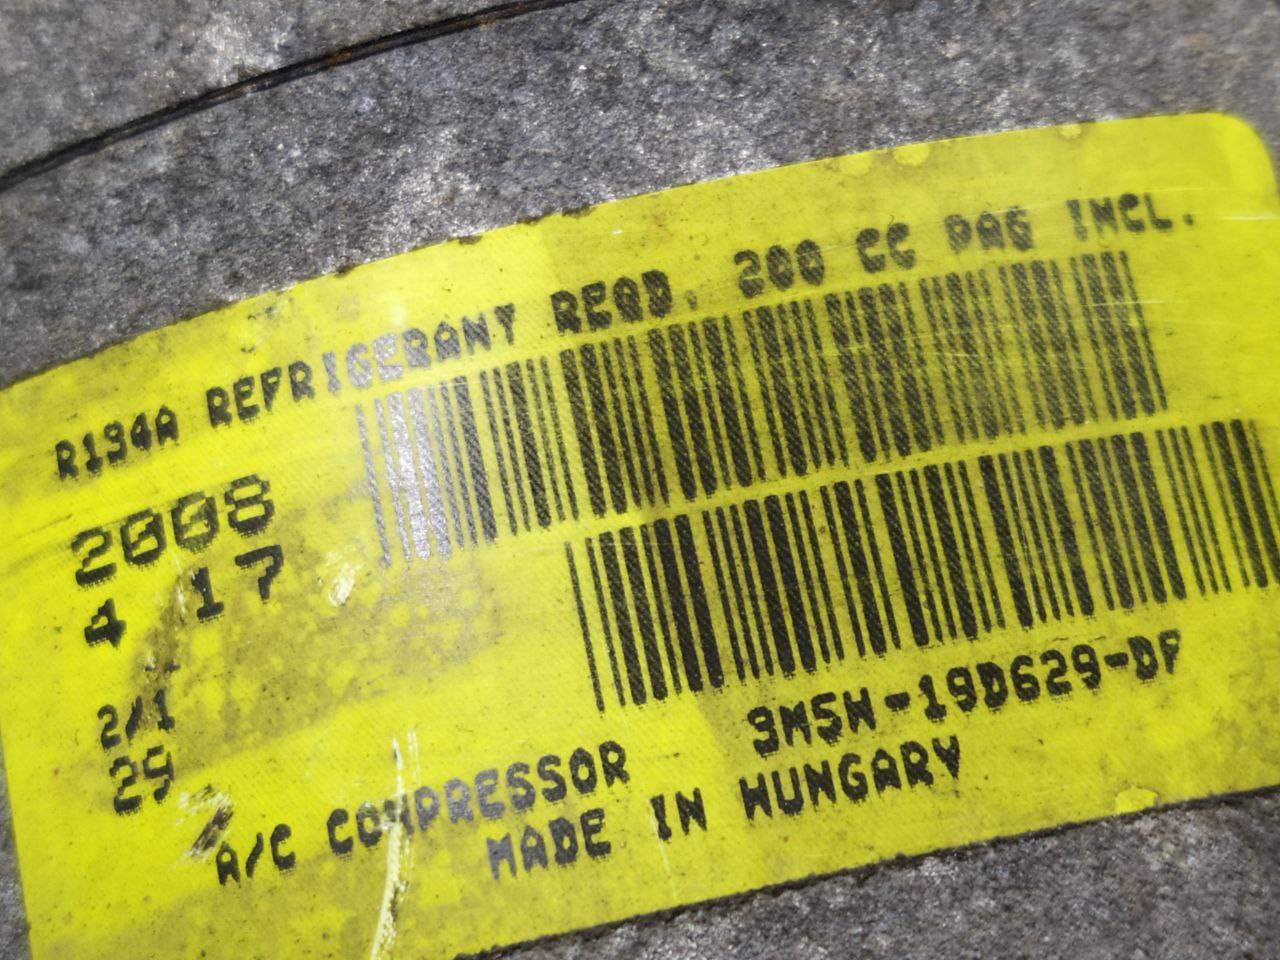 R134A REFRIGERANT REQD. 200 CC PAG INCL.
2008
4 17
2/1
29
9M5H-19D629-DF
A/C COMPRESSOR
MADE IN HUNGARY